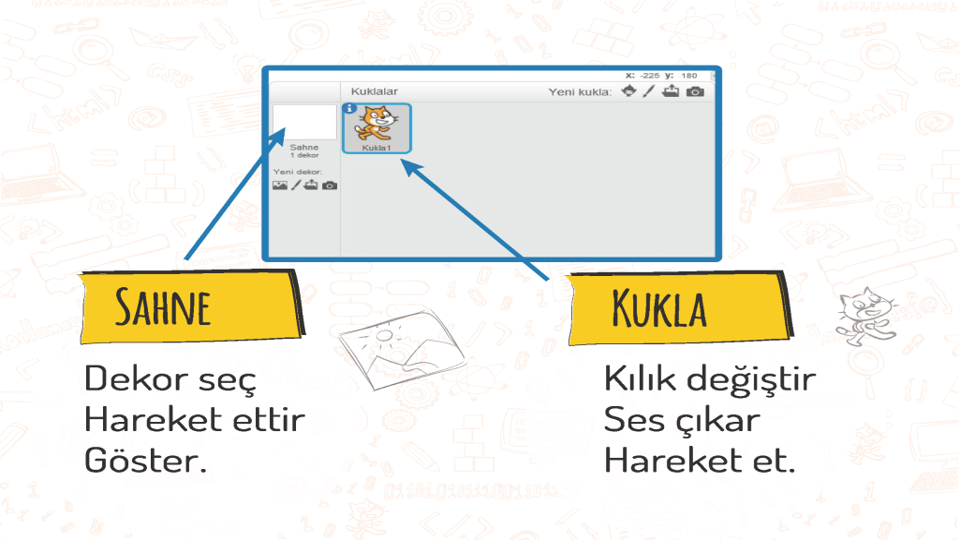 x: -225 y: 180
Kuklalar
Yeni kukla:
Sahne
1 dekor
Kukla1
Yeni dekor:
SAHNE
KUKLA
Dekor seç
Hareket ettir
Göster.
Kılık değiştir
Ses çıkar
Hareket et.